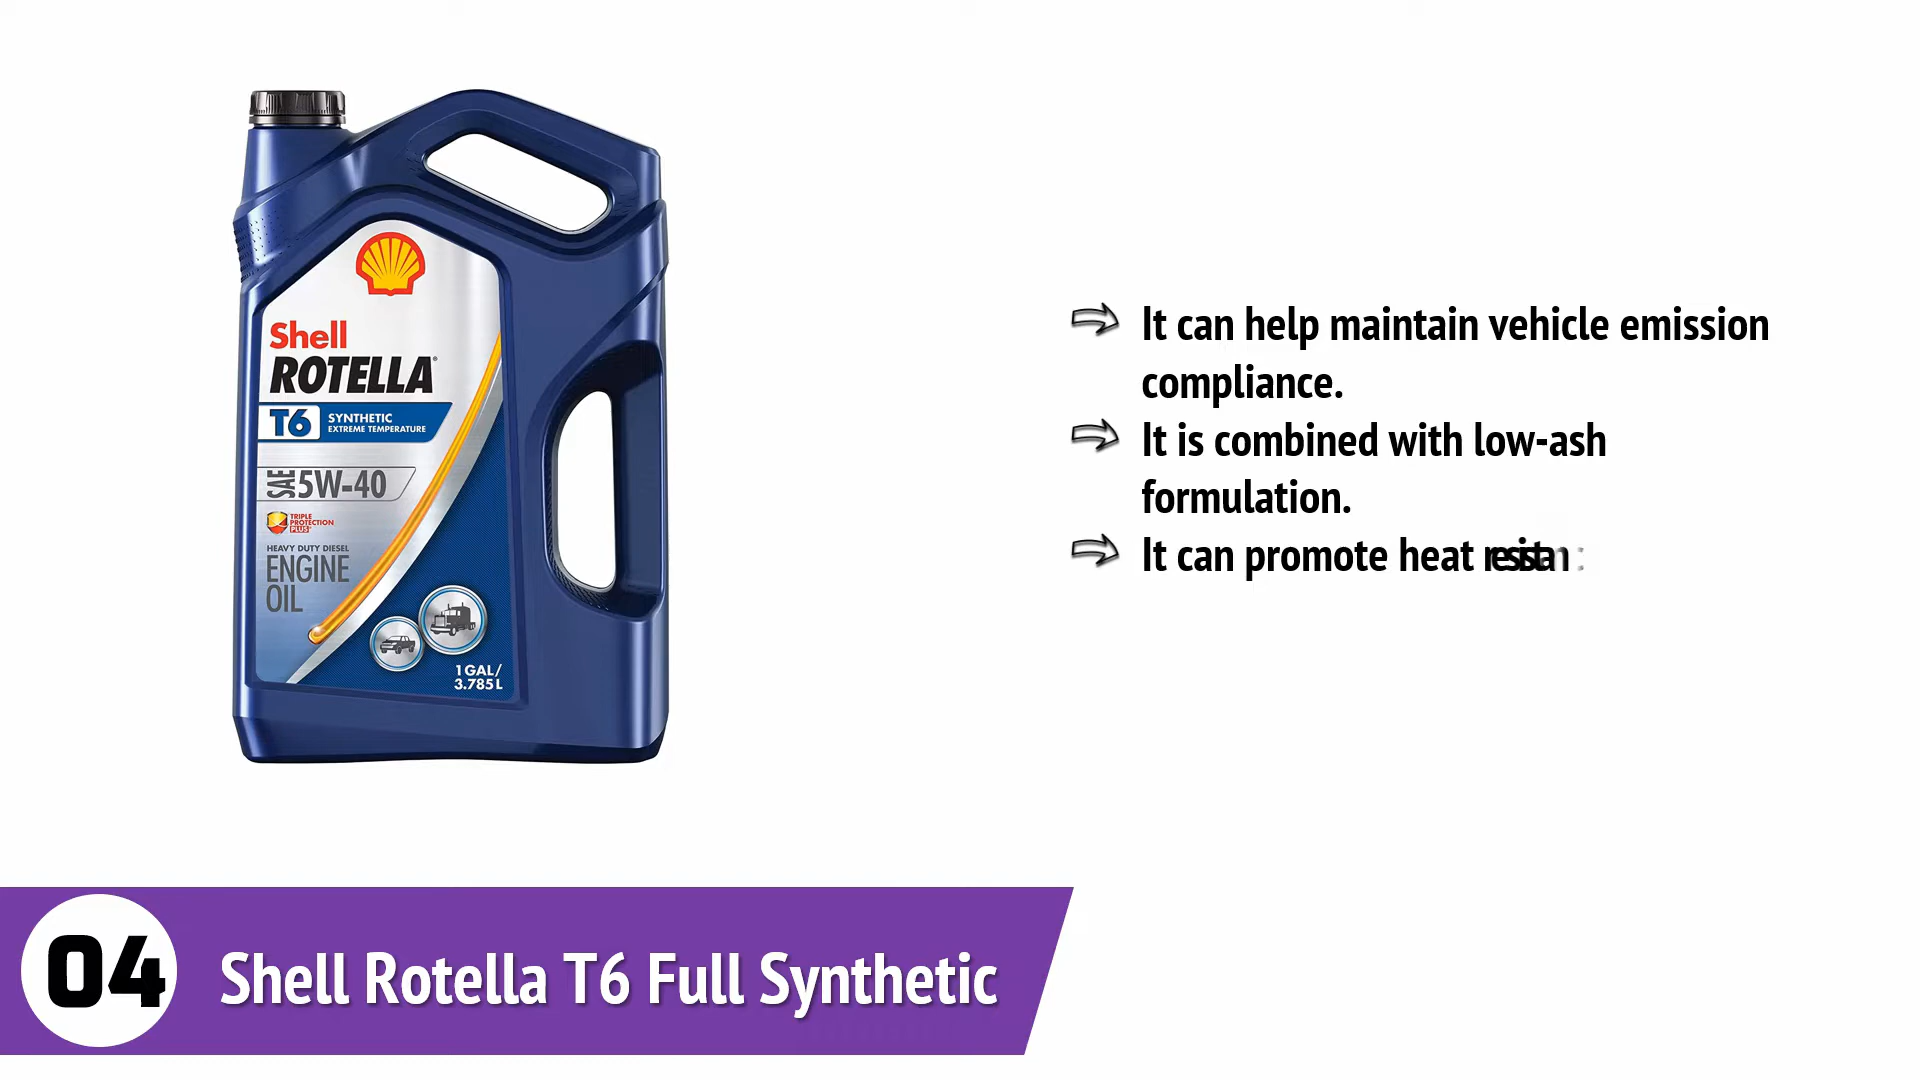 Shell
ROTELLA®
T6 SYNTHETIC
EXTREME TEMPERATURE
SAE 5W-40
TRIPLE
PROTECTION
PLUS™
HEAVY DUTY DIESEL
ENGINE
OIL
1 GAL/
3.785 L
It can help maintain vehicle emission
compliance.
It is combined with low-ash
formulation.
It can promote heat
04
Shell Rotella T6 Full Synthetic